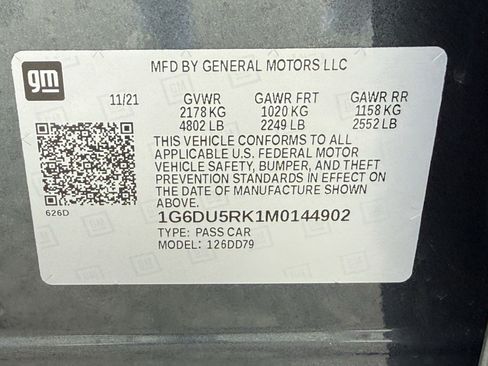 gm
MFD BY GENERAL MOTORS LLC
11/21 GVWR GAWR FRT GAWR RR
2178 KG 1020 KG 1158 KG
4802 LB 2249 LB 2552 LB
THIS VEHICLE CONFORMS TO ALL
APPLICABLE U.S. FEDERAL MOTOR
VEHICLE SAFETY, BUMPER, AND THEFT
PREVENTION STANDARDS IN EFFECT ON
THE DATE OF MANUFACTURE SHOWN
ABOVE.
626D
1G6DU5RK1M0144902
TYPE: PASS CAR
MODEL: 126DD79